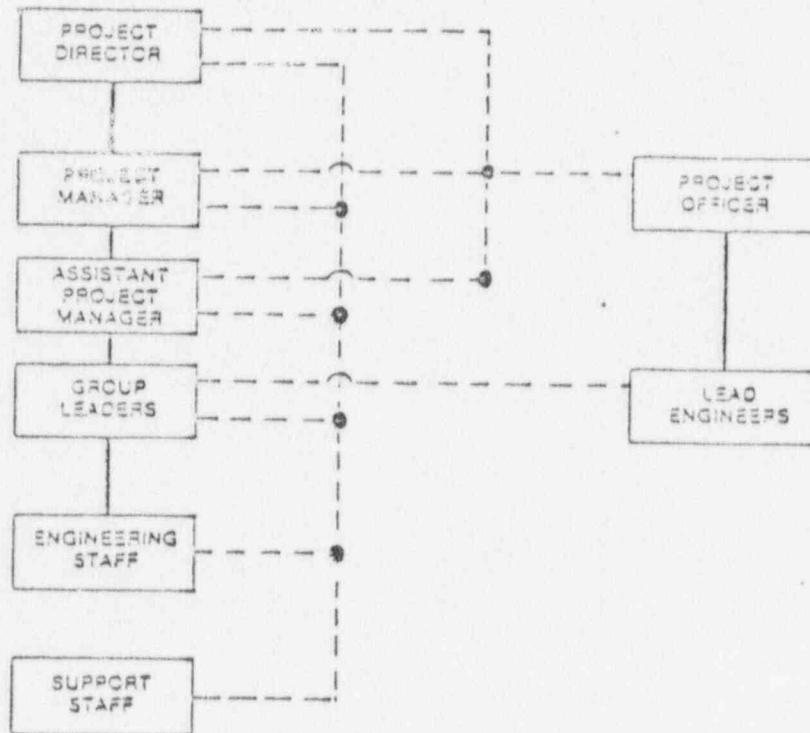 PROJECT
DIRECTOR
PROJECT
MANAGER
ASSISTANT
PROJECT
MANAGER
GROUP
LEADERS
ENGINEERING
STAFF
SUPPORT
STAFF
PROJECT
OFFICER
LEAD
ENGINEERS